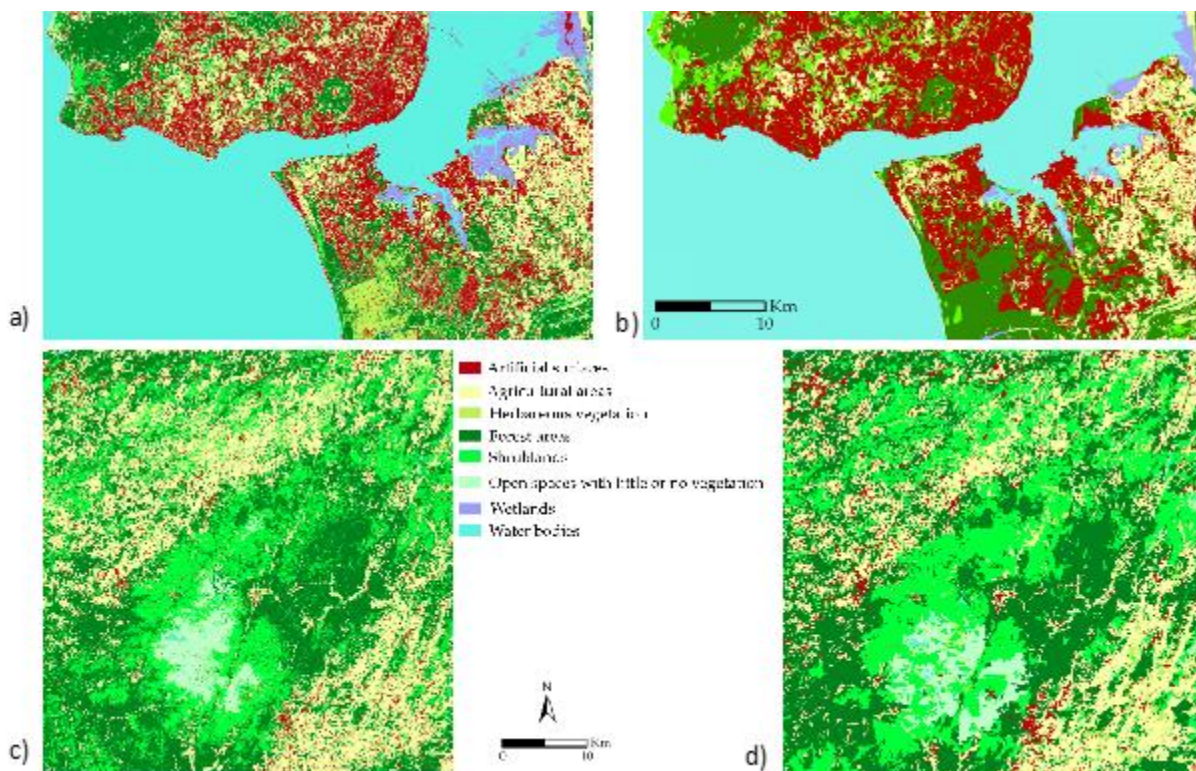 a)
b)
Km
0 10
Artificial surfaces
Agricultural areas
Herbaceous vegetation
Forest areas
Shrublands
Open spaces with little or no vegetation
Wetlands
Water bodies
N
Km
0 10
c)
d)